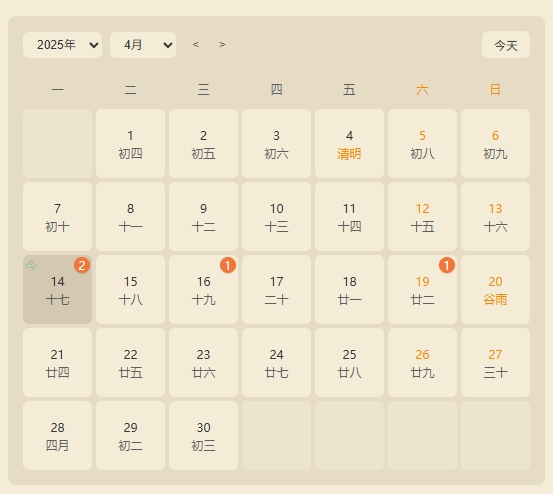 2025年 4月 < > 今天
一 二 三 四 五 六 日
1 2 3 4 5 6
初四 初五 初六 清明 初八 初九
7 8 9 10 11 12 13
初十 十一 十二 十三 十四 十五 十六
今 2 1 1
14 15 16 17 18 19 20
十七 十八 十九 二十 廿一 廿二 谷雨
21 22 23 24 25 26 27
廿四 廿五 廿六 廿七 廿八 廿九 三十
28 29 30
四月 初二 初三